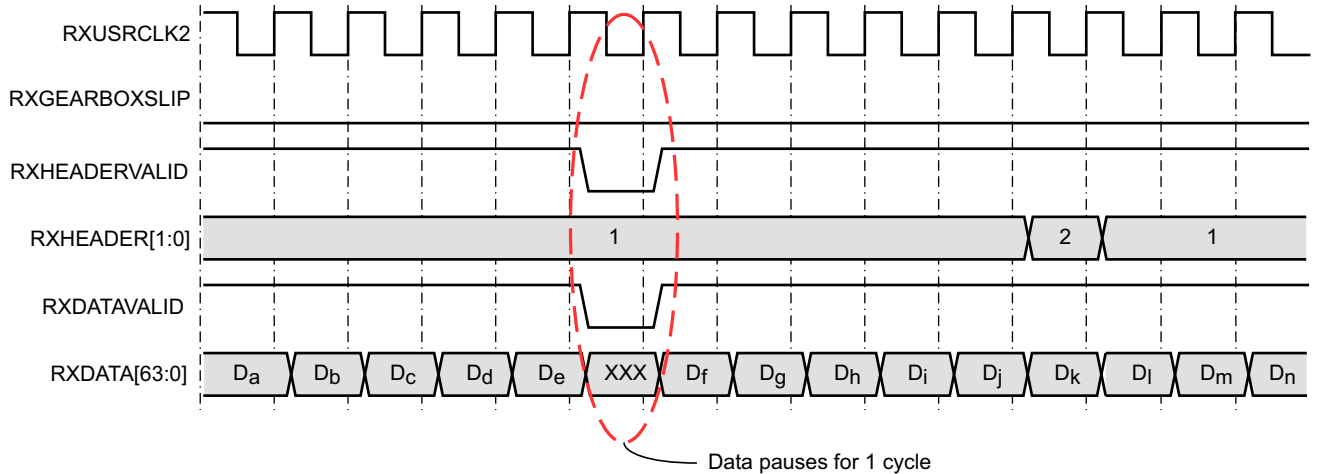 RXUSRCLK2
RXGEARBOXSLIP
RXHEADERVALID
RXHEADER[1:0] 1 2 1
RXDATAVALID
RXDATA[63:0] Da Db Dc Dd De XXX Df Dg Dh Di Dj Dk Dl Dm Dn
Data pauses for 1 cycle